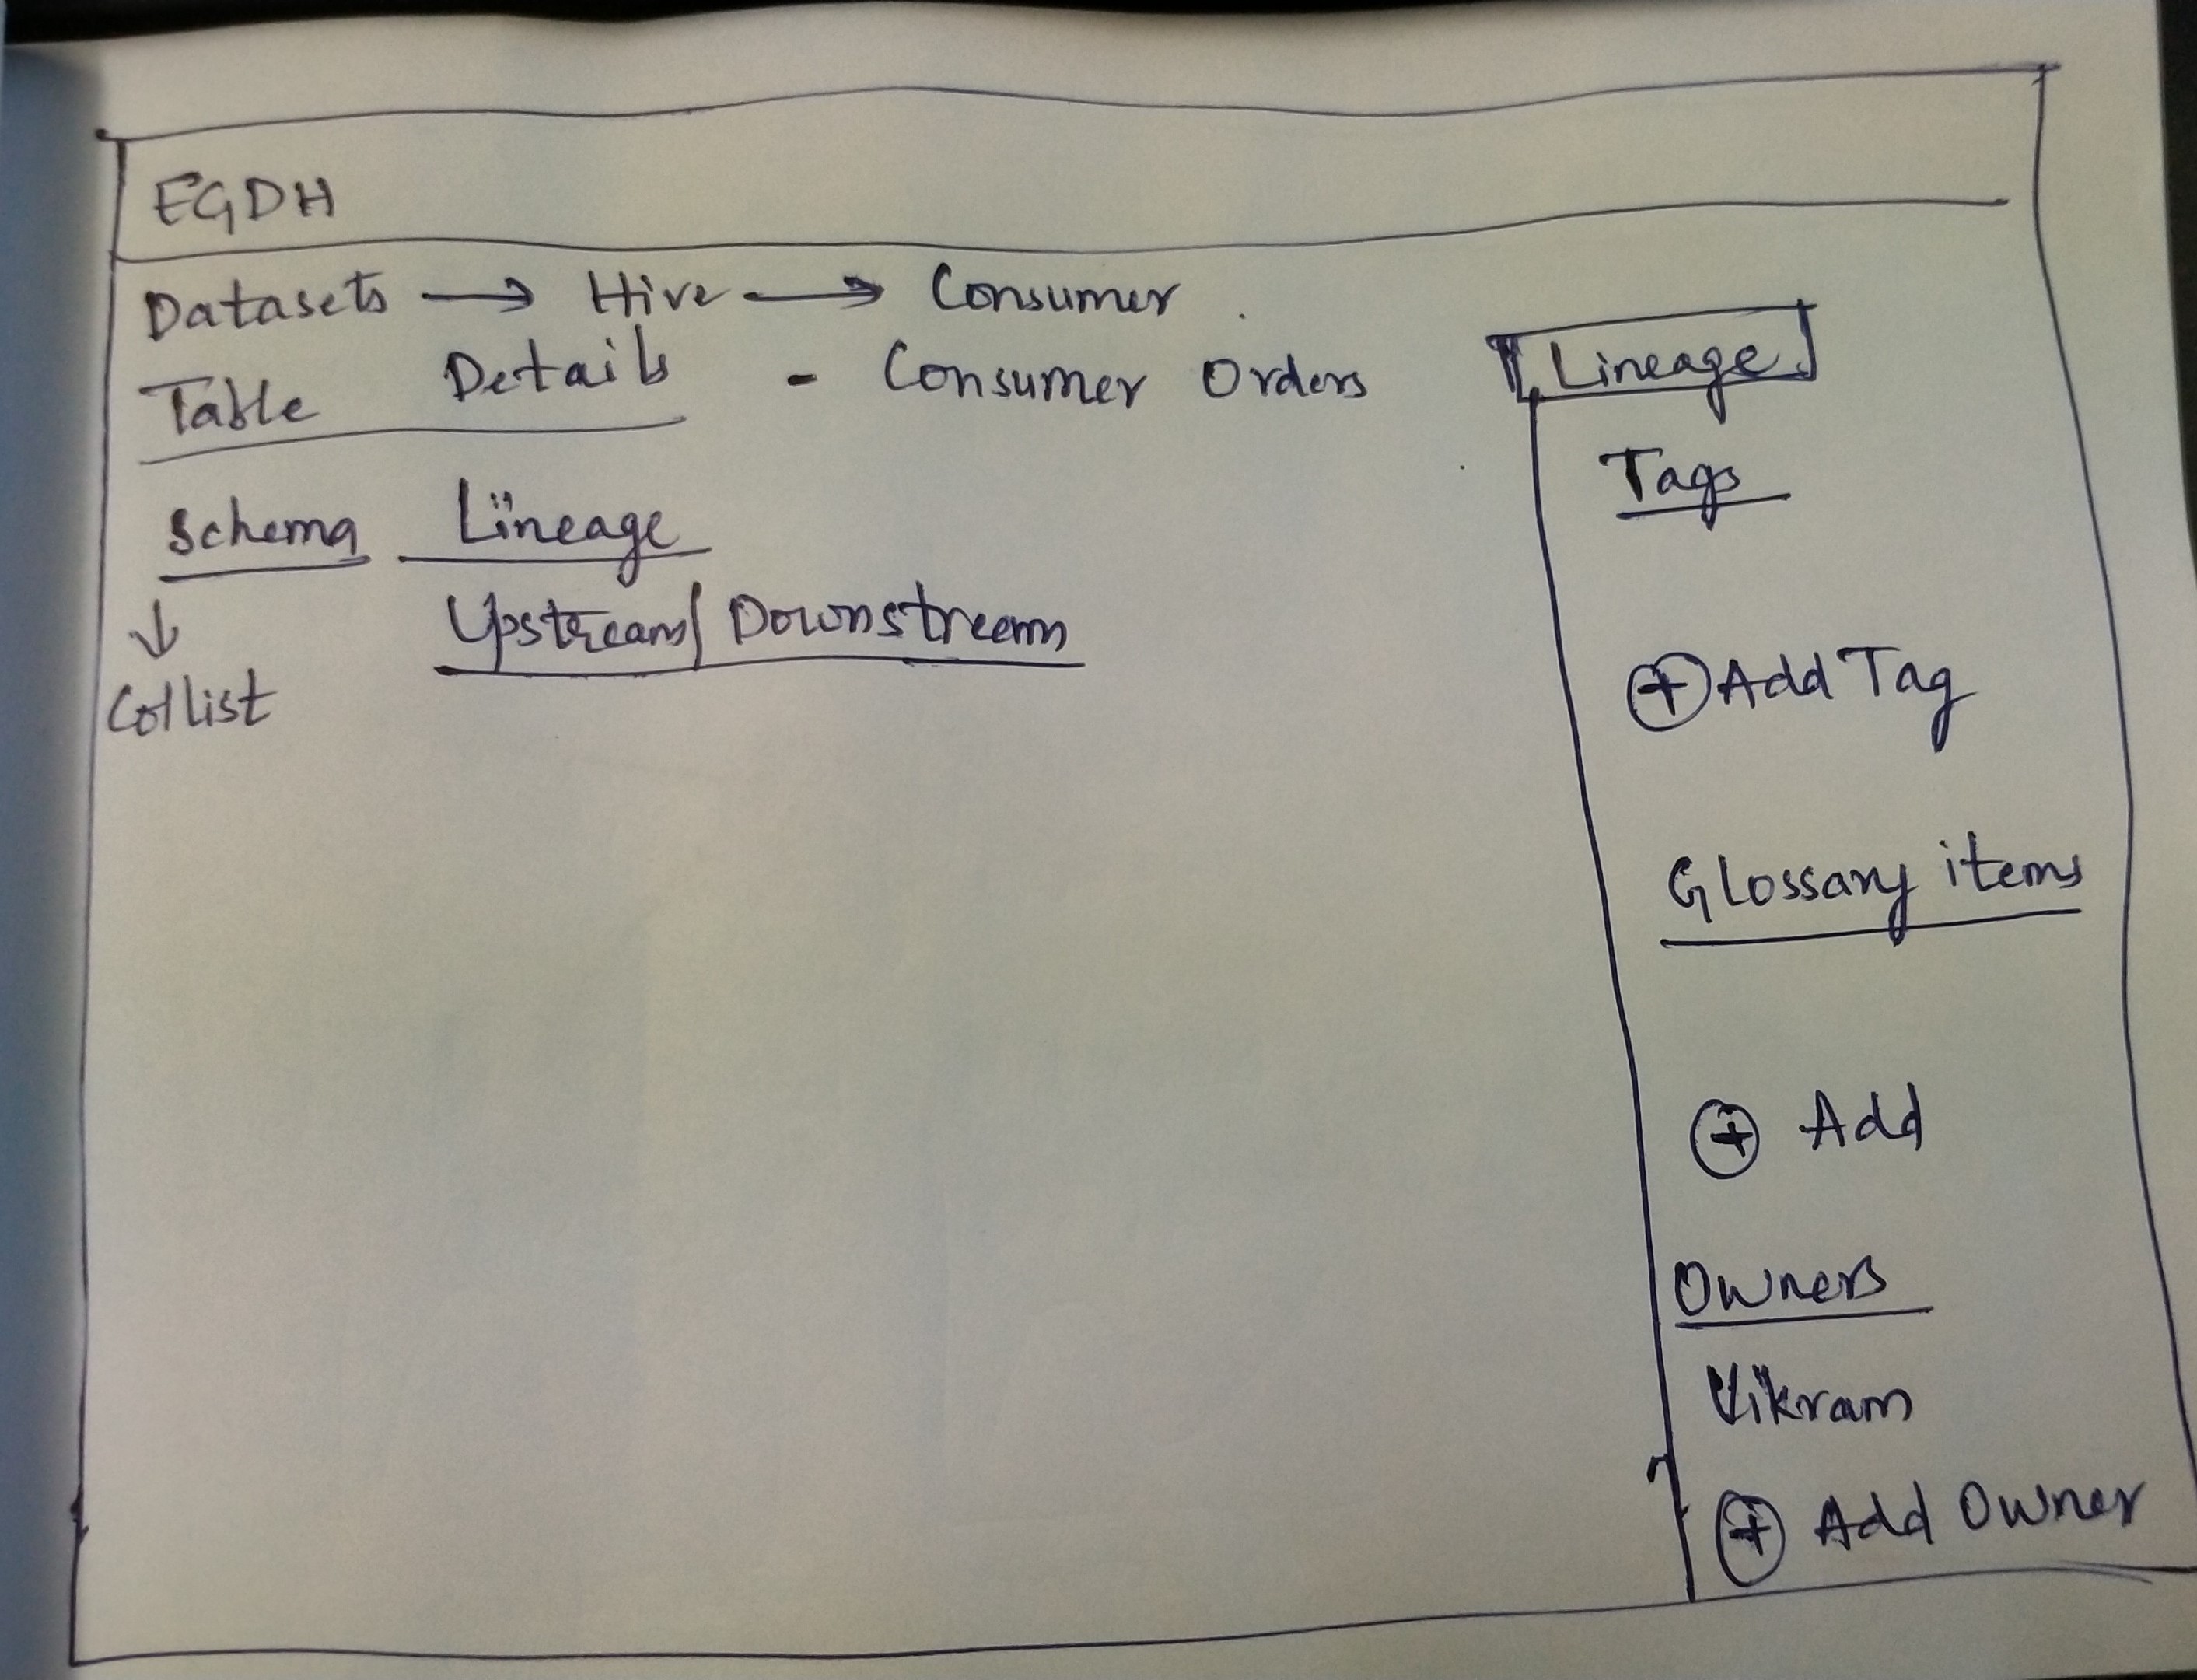 EGDH
Datasets → Hive → Consumer
Table Details - Consumer Orders
Lineage
Schema Lineage
Upstream/Downstream
↓
Col list
Tags
+ Add Tag
Glossary items
+ Add
Owners
Vikram
+ Add Owner